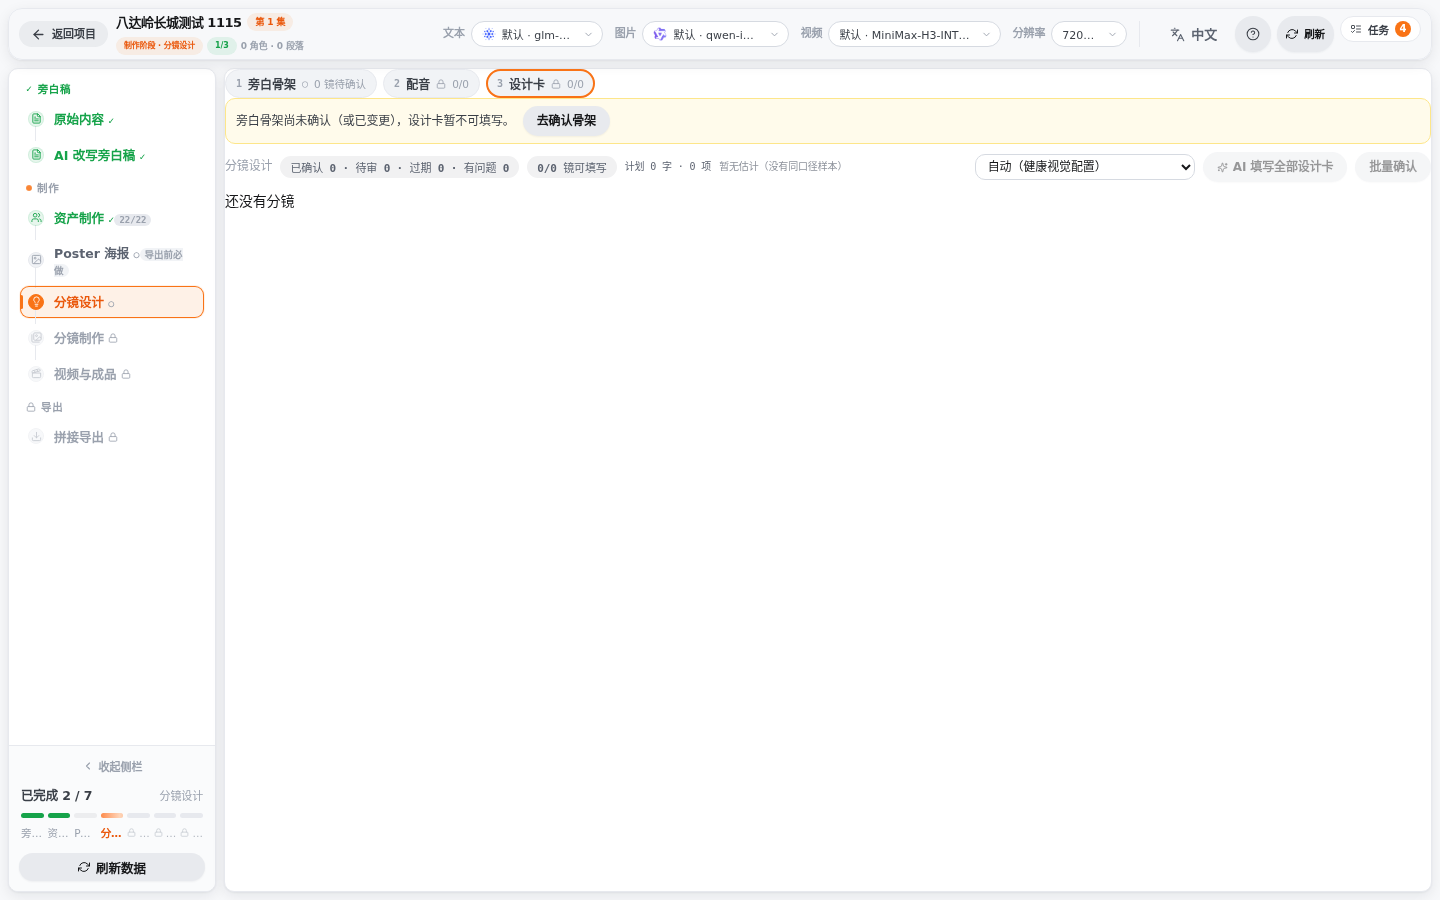 返回项目
八达岭长城测试 1115 第 1 集
制作阶段 · 分镜设计 1/3 0 角色 · 0 段落
文本 默认 · glm-...
图片 默认 · qwen-i...
视频 默认 · MiniMax-H3-INT...
分辨率 720...
中文
刷新
任务 4
✓ 旁白稿
原始内容 ✓
AI 改写旁白稿 ✓
制作
资产制作 ✓ 22/22
Poster 海报 ○ 导出前必
做
分镜设计 ○
分镜制作
视频与成品
导出
拼接导出
收起侧栏
已完成 2 / 7 分镜设计
旁... 资... P... 分... ... ... ...
刷新数据
1 旁白骨架 ○ 0 镜待确认
2 配音 0/0
3 设计卡 0/0
旁白骨架尚未确认（或已变更），设计卡暂不可填写。 去确认骨架
分镜设计 已确认 0 · 待审 0 · 过期 0 · 有问题 0 0/0 镜可填写 计划 0 字 · 0 项 暂无估计（没有同口径样本） 自动（健康视觉配置） AI 填写全部设计卡 批量确认
还没有分镜